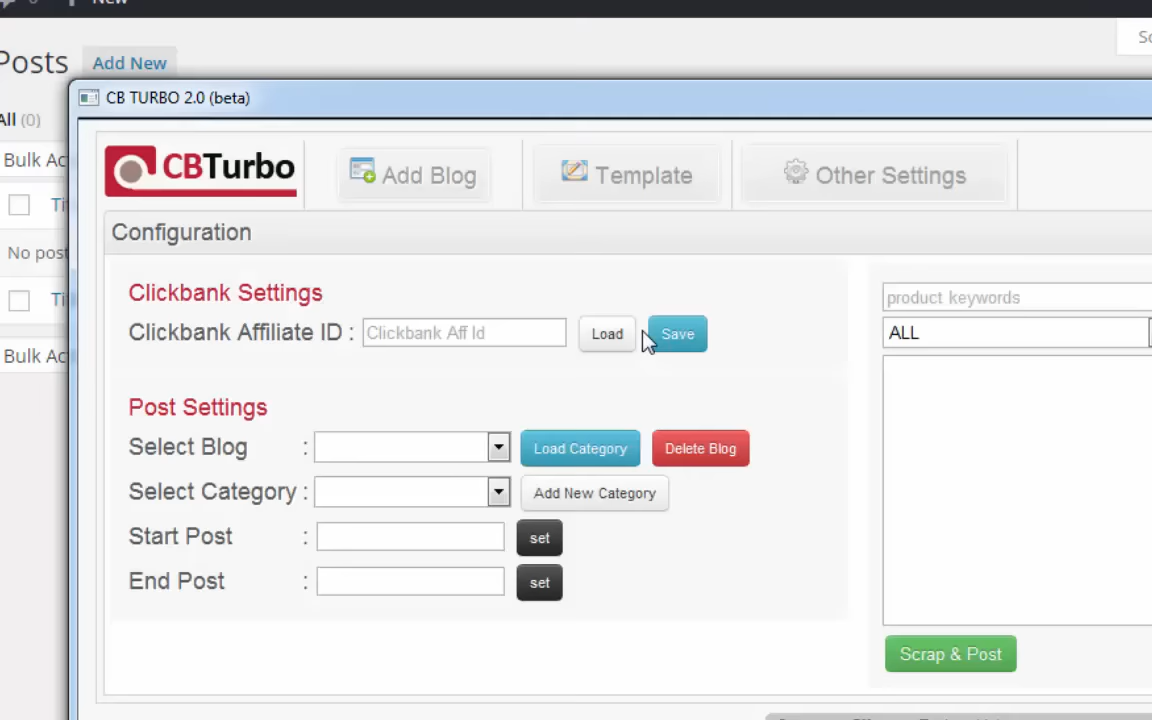 New
Posts Add New
All (0)
CB TURBO 2.0 (beta)
Bulk Ac
CBTurbo
Add Blog
Template
Other Settings
Configuration
No post
Clickbank Settings
product keywords
Clickbank Affiliate ID : Clickbank Aff Id Load Save
ALL
Bulk Ac
Post Settings
Select Blog : Load Category Delete Blog
Select Category : Add New Category
Start Post : set
End Post : set
Scrap & Post